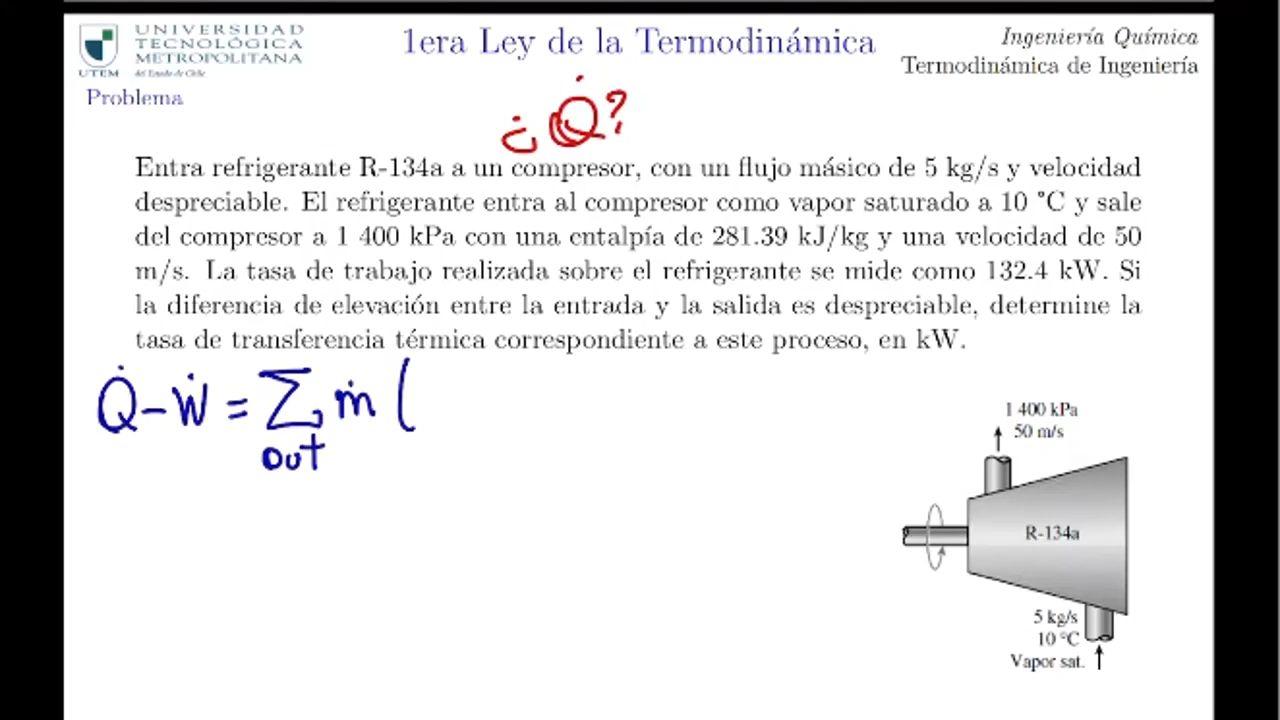 UNIVERSIDAD
TECNOLÓGICA
METROPOLITANA
del Estado de Chile
UTEM
1era Ley de la Termodinámica
Ingeniería Química
Termodinámica de Ingeniería
Problema
¿Q̇?
Entra refrigerante R-134a a un compresor, con un flujo másico de 5 kg/s y velocidad
despreciable. El refrigerante entra al compresor como vapor saturado a 10 °C y sale
del compresor a 1 400 kPa con una entalpía de 281.39 kJ/kg y una velocidad de 50
m/s. La tasa de trabajo realizada sobre el refrigerante se mide como 132.4 kW. Si
la diferencia de elevación entre la entrada y la salida es despreciable, determine la
tasa de transferencia térmica correspondiente a este proceso, en kW.
Q̇ - Ẇ = Σ ṁ (
out
1 400 kPa
50 m/s
R-134a
5 kg/s
10 °C
Vapor sat.